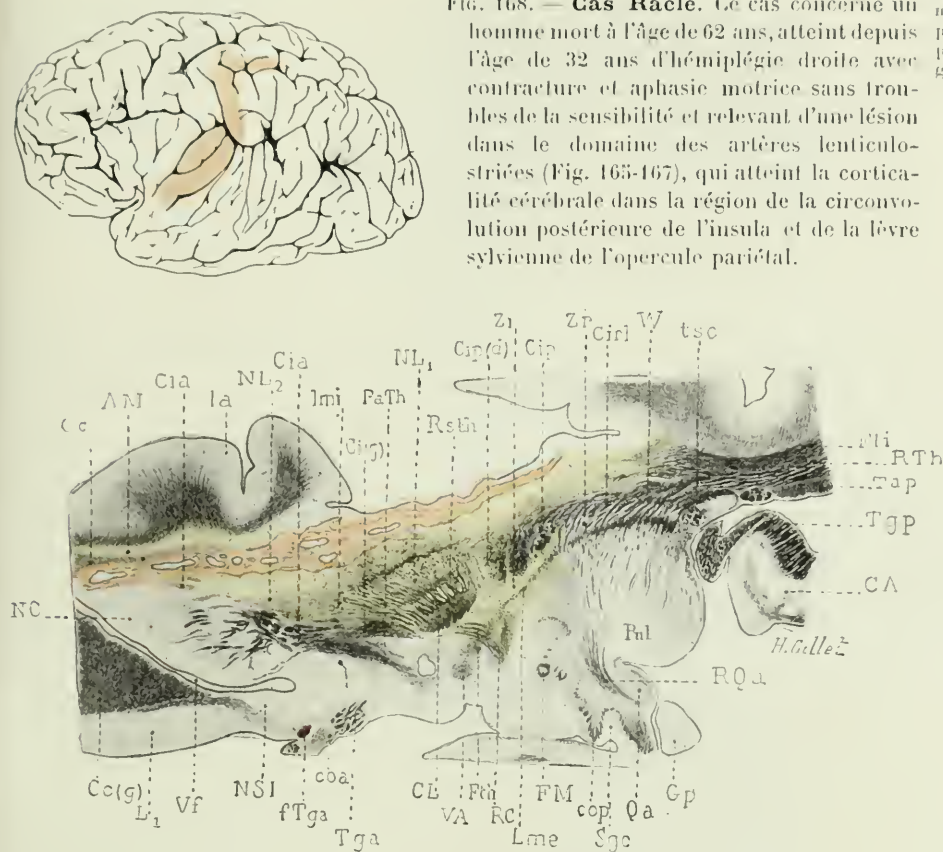 FIG. 168. — Cas Racle. Ce cas concerne un
homme mort à l'âge de 62 ans, atteint depuis
l'âge de 32 ans d'hémiplégie droite avec
contracture et aphasie motrice sans trou-
bles de la sensibilité et relevant d'une lésion
dans le domaine des artères lenticulo-
striées (Fig. 165-167), qui atteint la cortica-
lité cérébrale dans la région de la circonvo-
lution postérieure de l'insula et de la lèvre
sylvienne de l'opercule pariétal.
Zi Zr Cirl W tsc
Cip(d) Cip
Cia NL1
AM Cia Ia NL2 Imi PaTh
Ci(g) Rsth
RTh
Tap
Tgp
NC CA
Pul H. Gillet
RQa
Cc(g) Vf NSI coa CL Fth FM cop Qa Gp
L1 fTga VA RC Sgc
Tga Lme